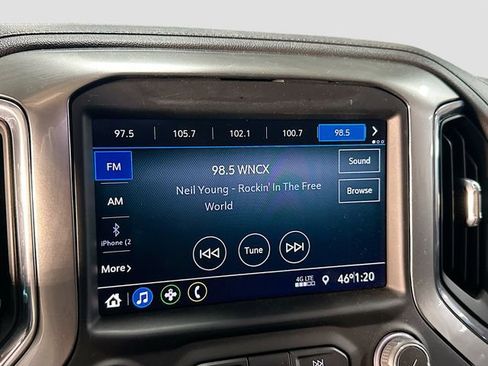 97.5 105.7 102.1 100.7 98.5
FM
98.5 WNCX
Sound
Neil Young - Rockin' In The Free
World
Browse
AM
iPhone (2
Tune
More
4G LTE
46° 1:20